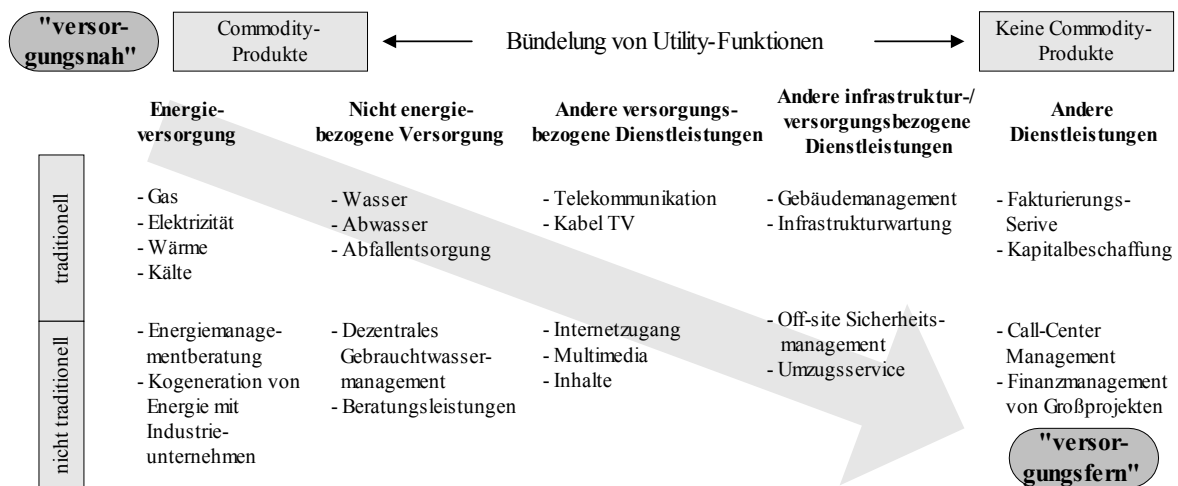 "versor-
gungsnah"
Commodity-
Produkte
Bündelung von Utility-Funktionen
Keine Commodity-
Produkte
Energie-
versorgung
Nicht energie-
bezogene Versorgung
Andere versorgungs-
bezogene Dienstleistungen
Andere infrastruktur-/
versorgungsbezogene
Dienstleistungen
Andere
Dienstleistungen
traditionell
- Gas
- Elektrizität
- Wärme
- Kälte
- Wasser
- Abwasser
- Abfallentsorgung
- Telekommunikation
- Kabel TV
- Gebäudemanagement
- Infrastrukturwartung
- Fakturierungs-
Serive
- Kapitalbeschaffung
nicht traditionell
- Energiemanage-
mentberatung
- Kogeneration von
Energie mit
Industrie-
unternehmen
- Dezentrales
Gebrauchtwasser-
management
- Beratungsleistungen
- Internetzugang
- Multimedia
- Inhalte
- Off-site Sicherheits-
management
- Umzugsservice
- Call-Center
Management
- Finanzmanagement
von Großprojekten
"versor-
gungsfern"